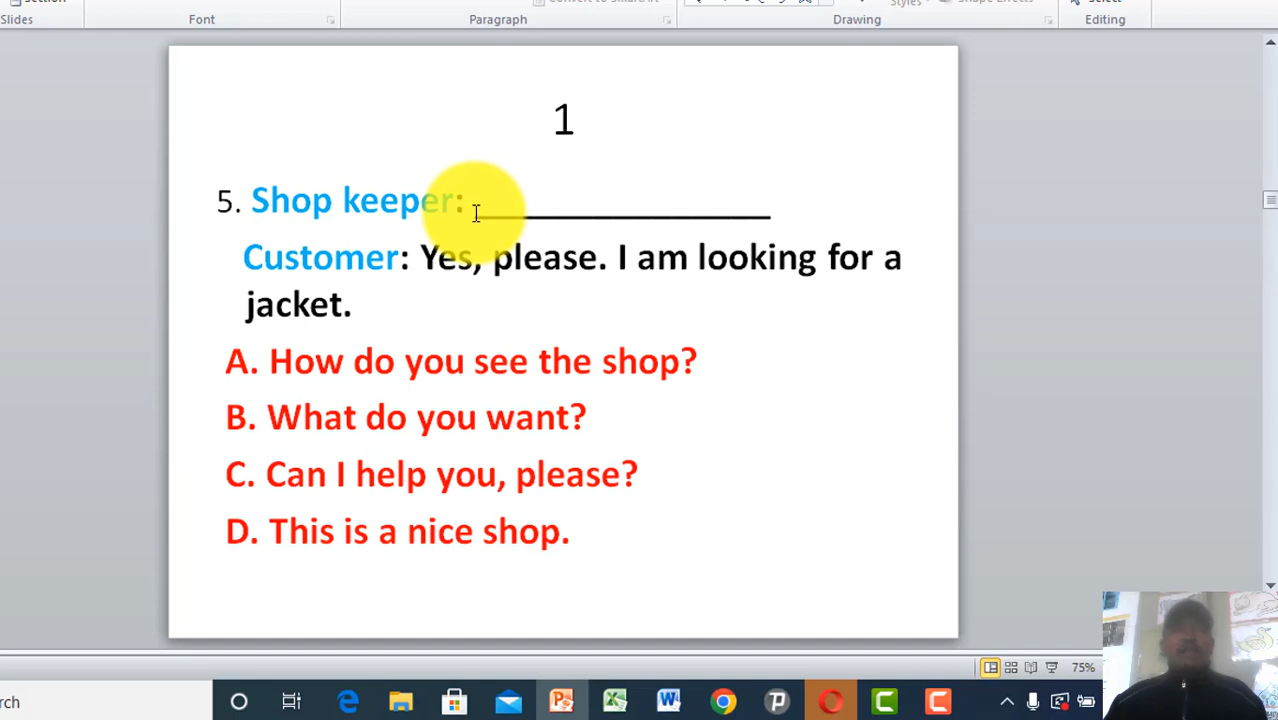 Slides
Font
Paragraph
Drawing
Editing
1
5. Shop keeper: __________________
Customer: Yes, please. I am looking for a
jacket.
A. How do you see the shop?
B. What do you want?
C. Can I help you, please?
D. This is a nice shop.
75%
rch